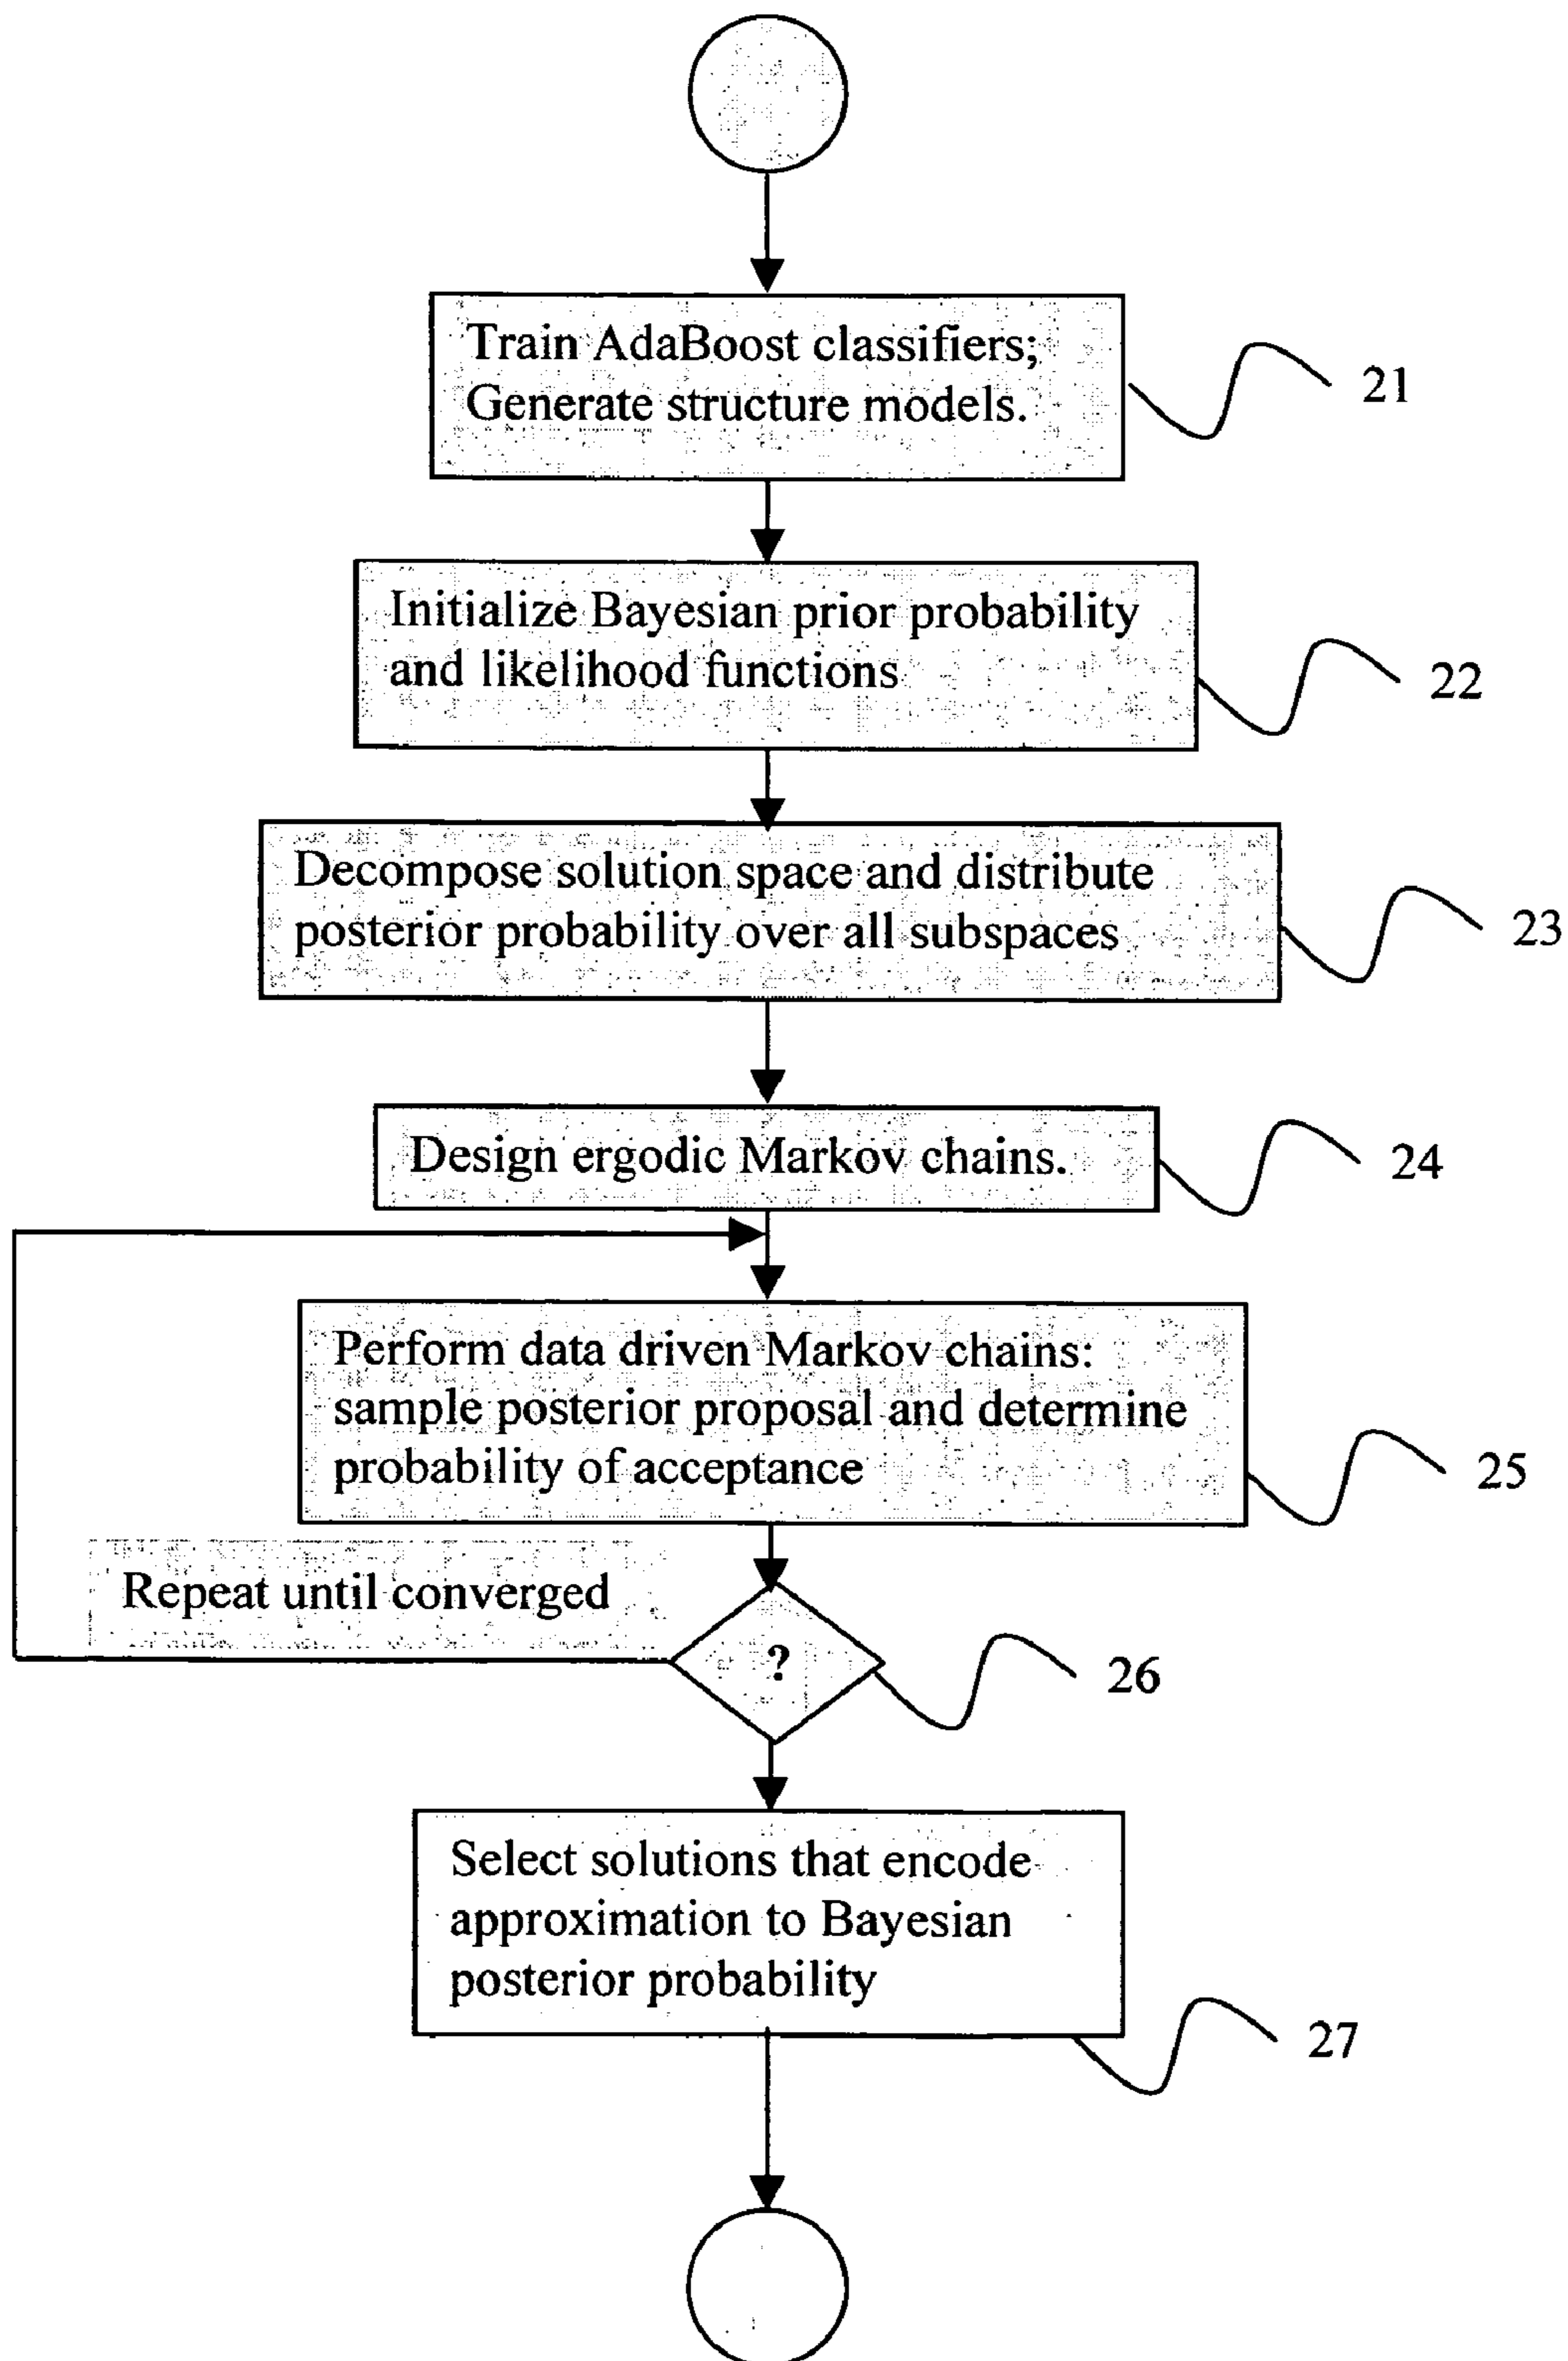 Train AdaBoost classifiers;
Generate structure models.
21
Initialize Bayesian prior probability
and likelihood functions
22
Decompose solution space and distribute
posterior probability over all subspaces
23
Design ergodic Markov chains.
24
Perform data driven Markov chains:
sample posterior proposal and determine
probability of acceptance
25
Repeat until converged
?
26
Select solutions that encode
approximation to Bayesian
posterior probability
27